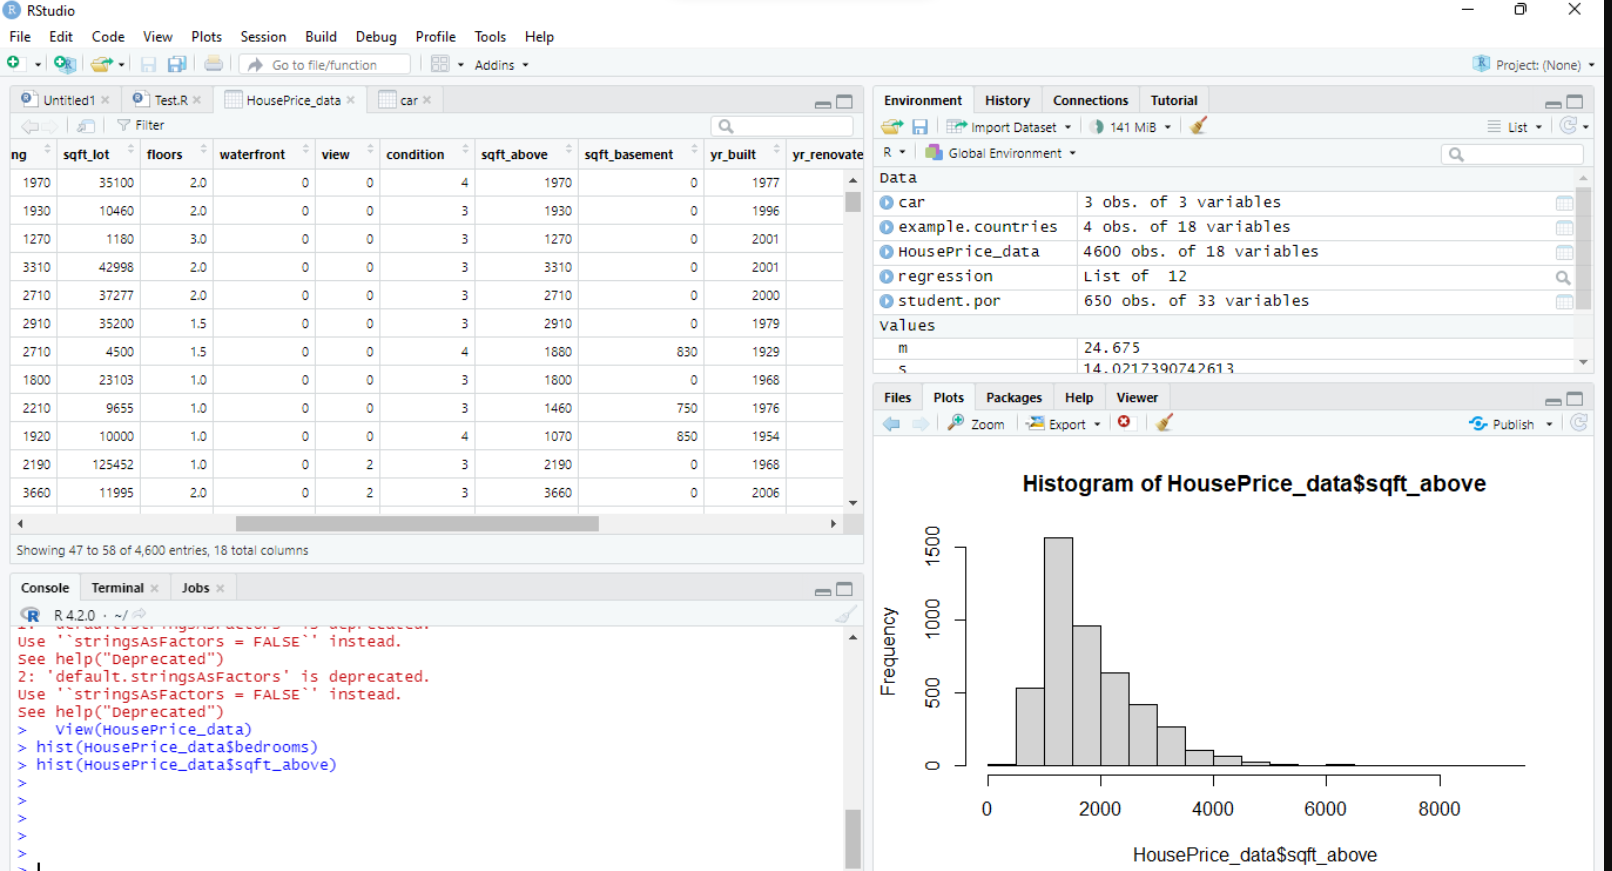 RStudio
File Edit Code View Plots Session Build Debug Profile Tools Help
Go to file/function Addins Project: (None)
Untitled1 Test.R HousePrice_data car
Filter
ng sqft_lot floors waterfront view condition sqft_above sqft_basement yr_built yr_renovate
1970 35100 2.0 0 0 4 1970 0 1977
1930 10460 2.0 0 0 3 1930 0 1996
1270 1180 3.0 0 0 3 1270 0 2001
3310 42998 2.0 0 0 3 3310 0 2001
2710 37277 2.0 0 0 3 2710 0 2000
2910 35200 1.5 0 0 3 2910 0 1979
2710 4500 1.5 0 0 4 1880 830 1929
1800 23103 1.0 0 0 3 1800 0 1968
2210 9655 1.0 0 0 3 1460 750 1976
1920 10000 1.0 0 0 4 1070 850 1954
2190 125452 1.0 0 2 3 2190 0 1968
3660 11995 2.0 0 2 3 3660 0 2006
Showing 47 to 58 of 4,600 entries, 18 total columns
Console Terminal Jobs
R R 4.2.0 · ~/
1: 'default.stringsAsFactors' is deprecated.
Use '`stringsAsFactors = FALSE`' instead.
See help("Deprecated")
2: 'default.stringsAsFactors' is deprecated.
Use '`stringsAsFactors = FALSE`' instead.
See help("Deprecated")
> View(HousePrice_data)
> hist(HousePrice_data$bedrooms)
> hist(HousePrice_data$sqft_above)
>
>
>
>
>
>
Environment History Connections Tutorial
Import Dataset 141 MiB List
R Global Environment
Data
car 3 obs. of 3 variables
example.countries 4 obs. of 18 variables
HousePrice_data 4600 obs. of 18 variables
regression List of 12
student.por 650 obs. of 33 variables
Values
m 24.675
s 14.0217390742613
Files Plots Packages Help Viewer
Zoom Export Publish
Histogram of HousePrice_data$sqft_above
Frequency
1500
1000
500
0
0 2000 4000 6000 8000
HousePrice_data$sqft_above